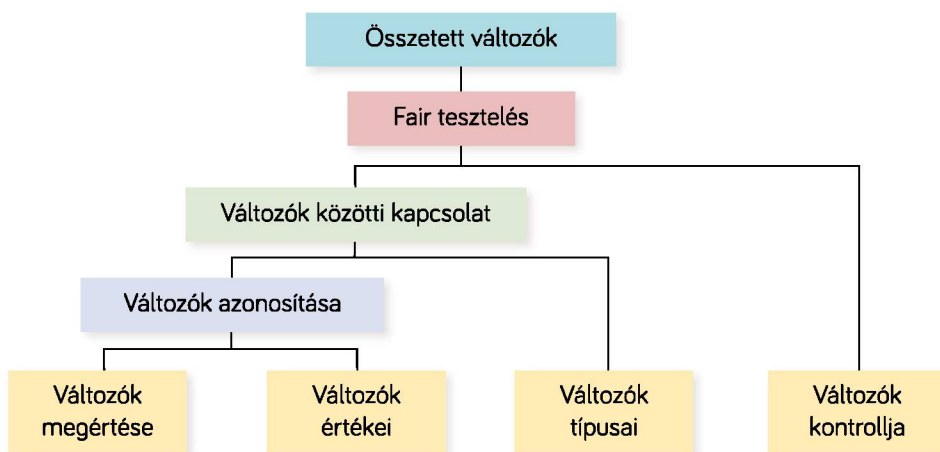 Összetett változók
Fair tesztelés
Változók közötti kapcsolat
Változók azonosítása
Változók
megértése
Változók
értékei
Változók
típusai
Változók
kontrollja